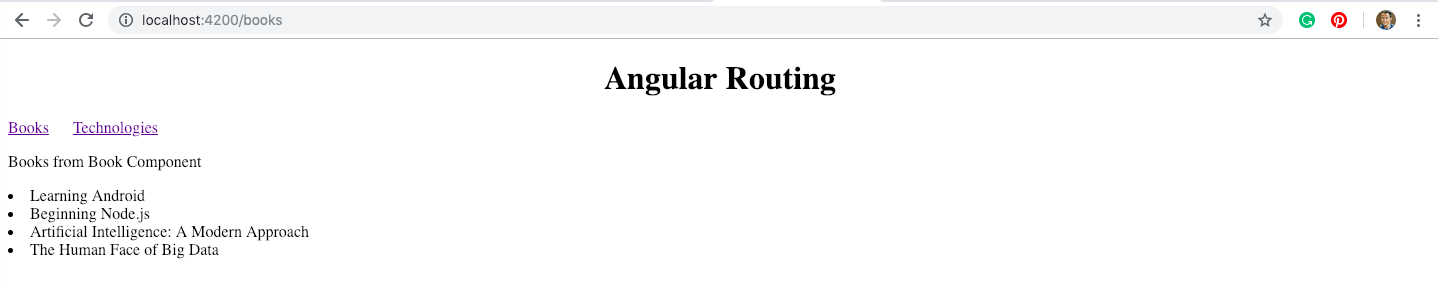 localhost:4200/books
Angular Routing
Books Technologies
Books from Book Component
Learning Android
Beginning Node.js
Artificial Intelligence: A Modern Approach
The Human Face of Big Data